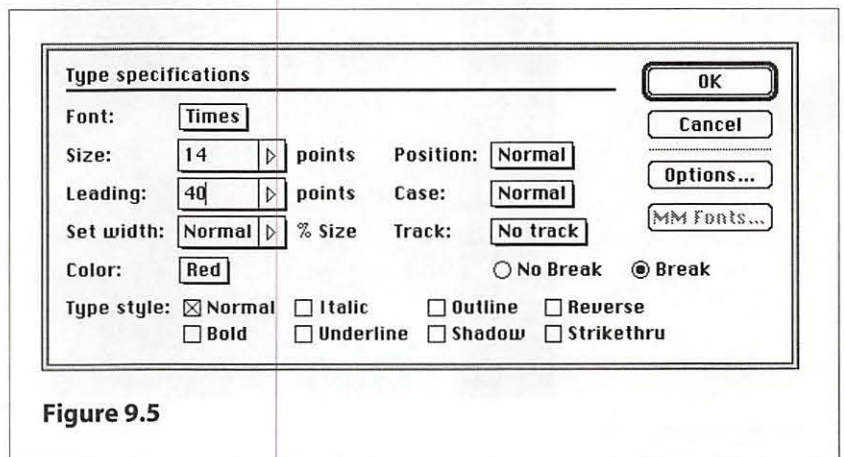 Type specifications
OK
Font: Times
Cancel
Size: 14 points Position: Normal
Options...
Leading: 40 points Case: Normal
MM Fonts...
Set width: Normal % Size Track: No track
Color: Red No Break Break
Type style: Normal Italic Outline Reverse
Bold Underline Shadow Strikethru
Figure 9.5